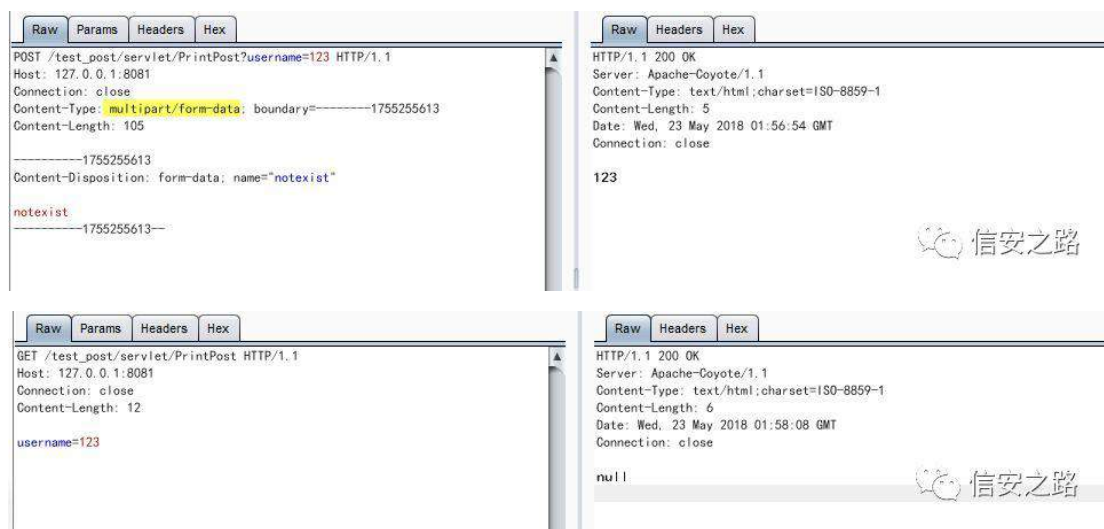 Raw Params Headers Hex
POST /test_post/servlet/PrintPost?username=123 HTTP/1.1
Host: 127.0.0.1:8081
Connection: close
Content-Type: multipart/form-data; boundary=--------1755255613
Content-Length: 105
----------1755255613
Content-Disposition: form-data; name="notexist"
notexist
----------1755255613--
Raw Headers Hex
HTTP/1.1 200 OK
Server: Apache-Coyote/1.1
Content-Type: text/html;charset=ISO-8859-1
Content-Length: 5
Date: Wed, 23 May 2018 01:56:54 GMT
Connection: close
123
信安之路
Raw Params Headers Hex
GET /test_post/servlet/PrintPost HTTP/1.1
Host: 127.0.0.1:8081
Connection: close
Content-Length: 12
username=123
Raw Headers Hex
HTTP/1.1 200 OK
Server: Apache-Coyote/1.1
Content-Type: text/html;charset=ISO-8859-1
Content-Length: 6
Date: Wed, 23 May 2018 01:58:08 GMT
Connection: close
null
信安之路